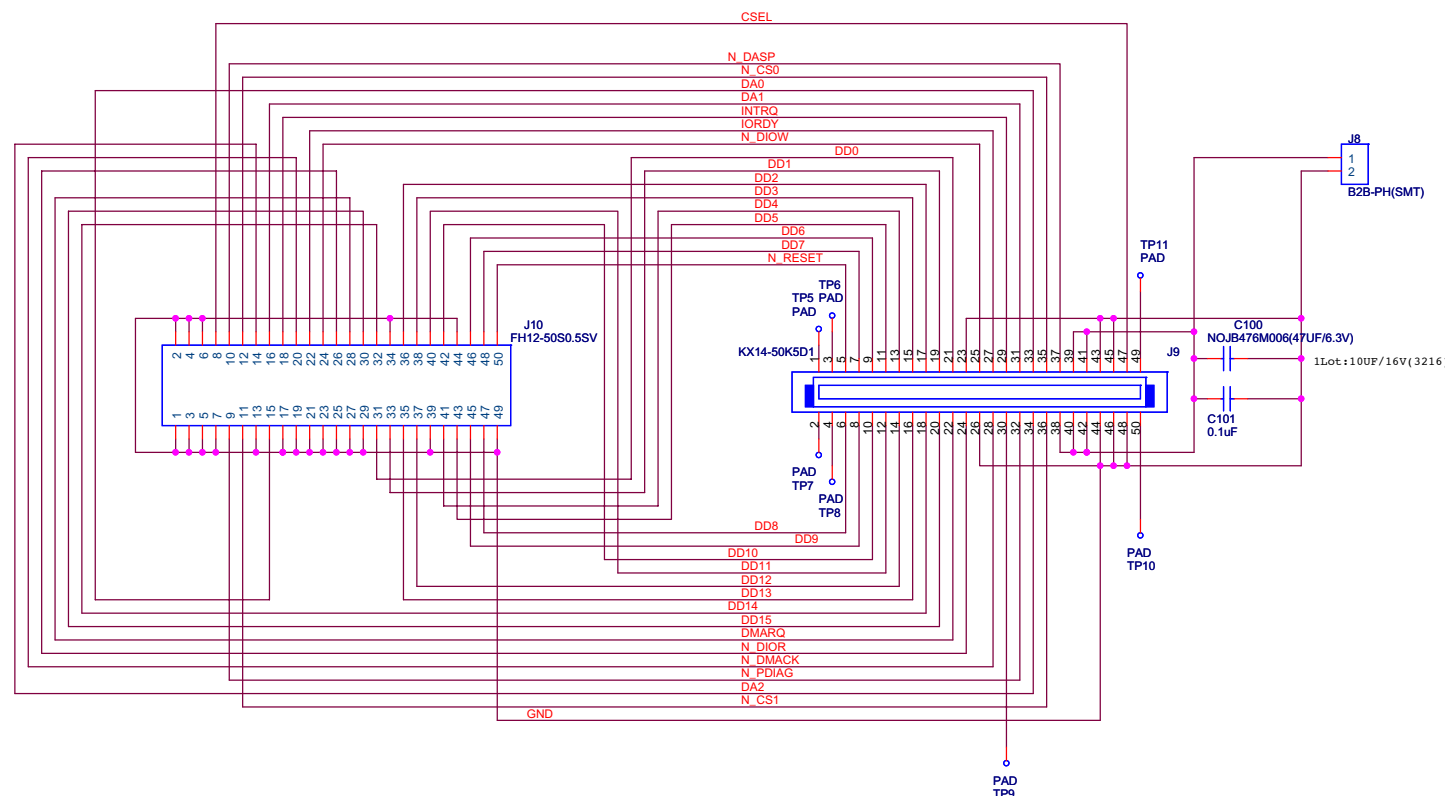 CSEL
N_DASP
N_CS0
DA0
DA1
INTRQ
IORDY
N_DIOW
DD0
DD1
DD2
DD3
DD4
DD5
DD6
DD7
N_RESET
J8
1
2
B2B-PH(SMT)
TP11
PAD
TP6
TP5 PAD
PAD
J10
FH12-50S0.5SV
2 4 6 8 10 12 14 16 18 20 22 24 26 28 30 32 34 36 38 40 42 44 46 48 50
1 3 5 7 9 11 13 15 17 19 21 23 25 27 29 31 33 35 37 39 41 43 45 47 49
KX14-50K5D1
J9
1 3 5 7 9 11 13 15 17 19 21 23 25 27 29 31 33 35 37 39 41 43 45 47 49
2 4 6 8 10 12 14 16 18 20 22 24 26 28 30 32 34 36 38 40 42 44 46 48 50
C100
NOJB476M006(47UF/6.3V)
1Lot:10UF/16V(3216
C101
0.1uF
PAD
TP7
PAD
TP8
PAD
TP10
DD8
DD9
DD10
DD11
DD12
DD13
DD14
DD15
DMARQ
N_DIOR
N_DMACK
N_PDIAG
DA2
N_CS1
GND
PAD
TP9